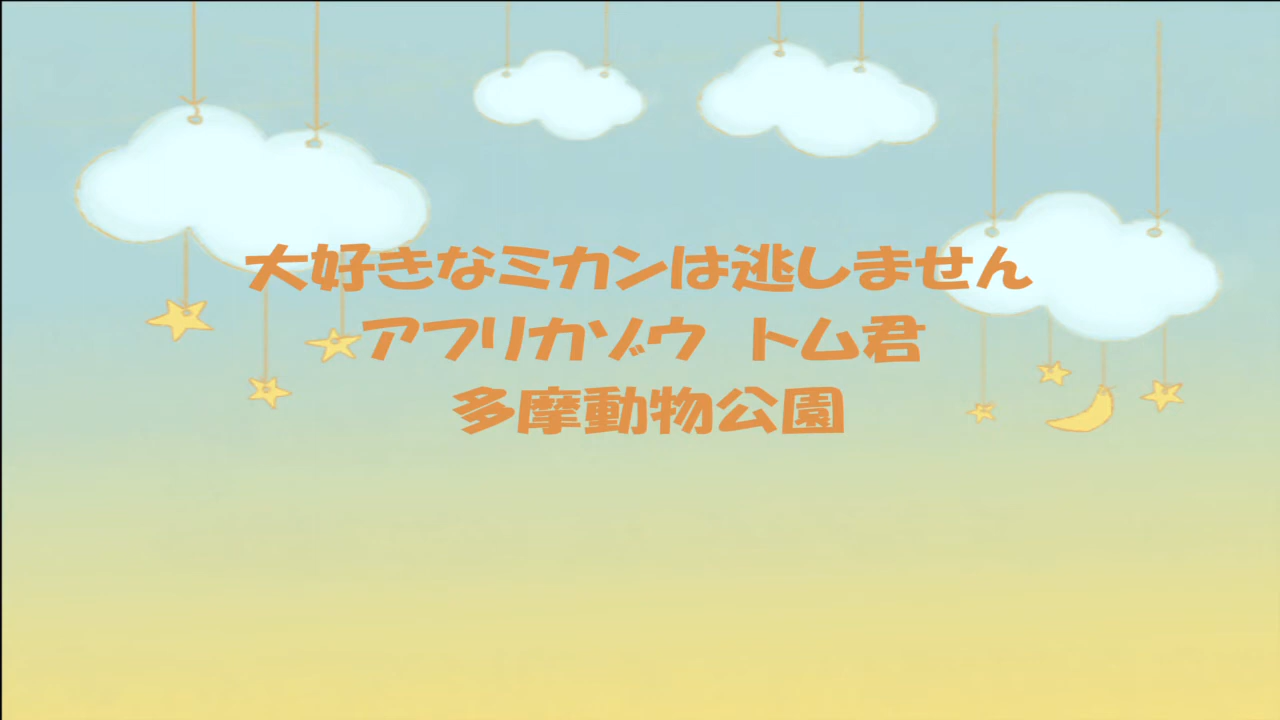 大好きなミカンは逃しません
アフリカゾウ　トム君
多摩動物公園